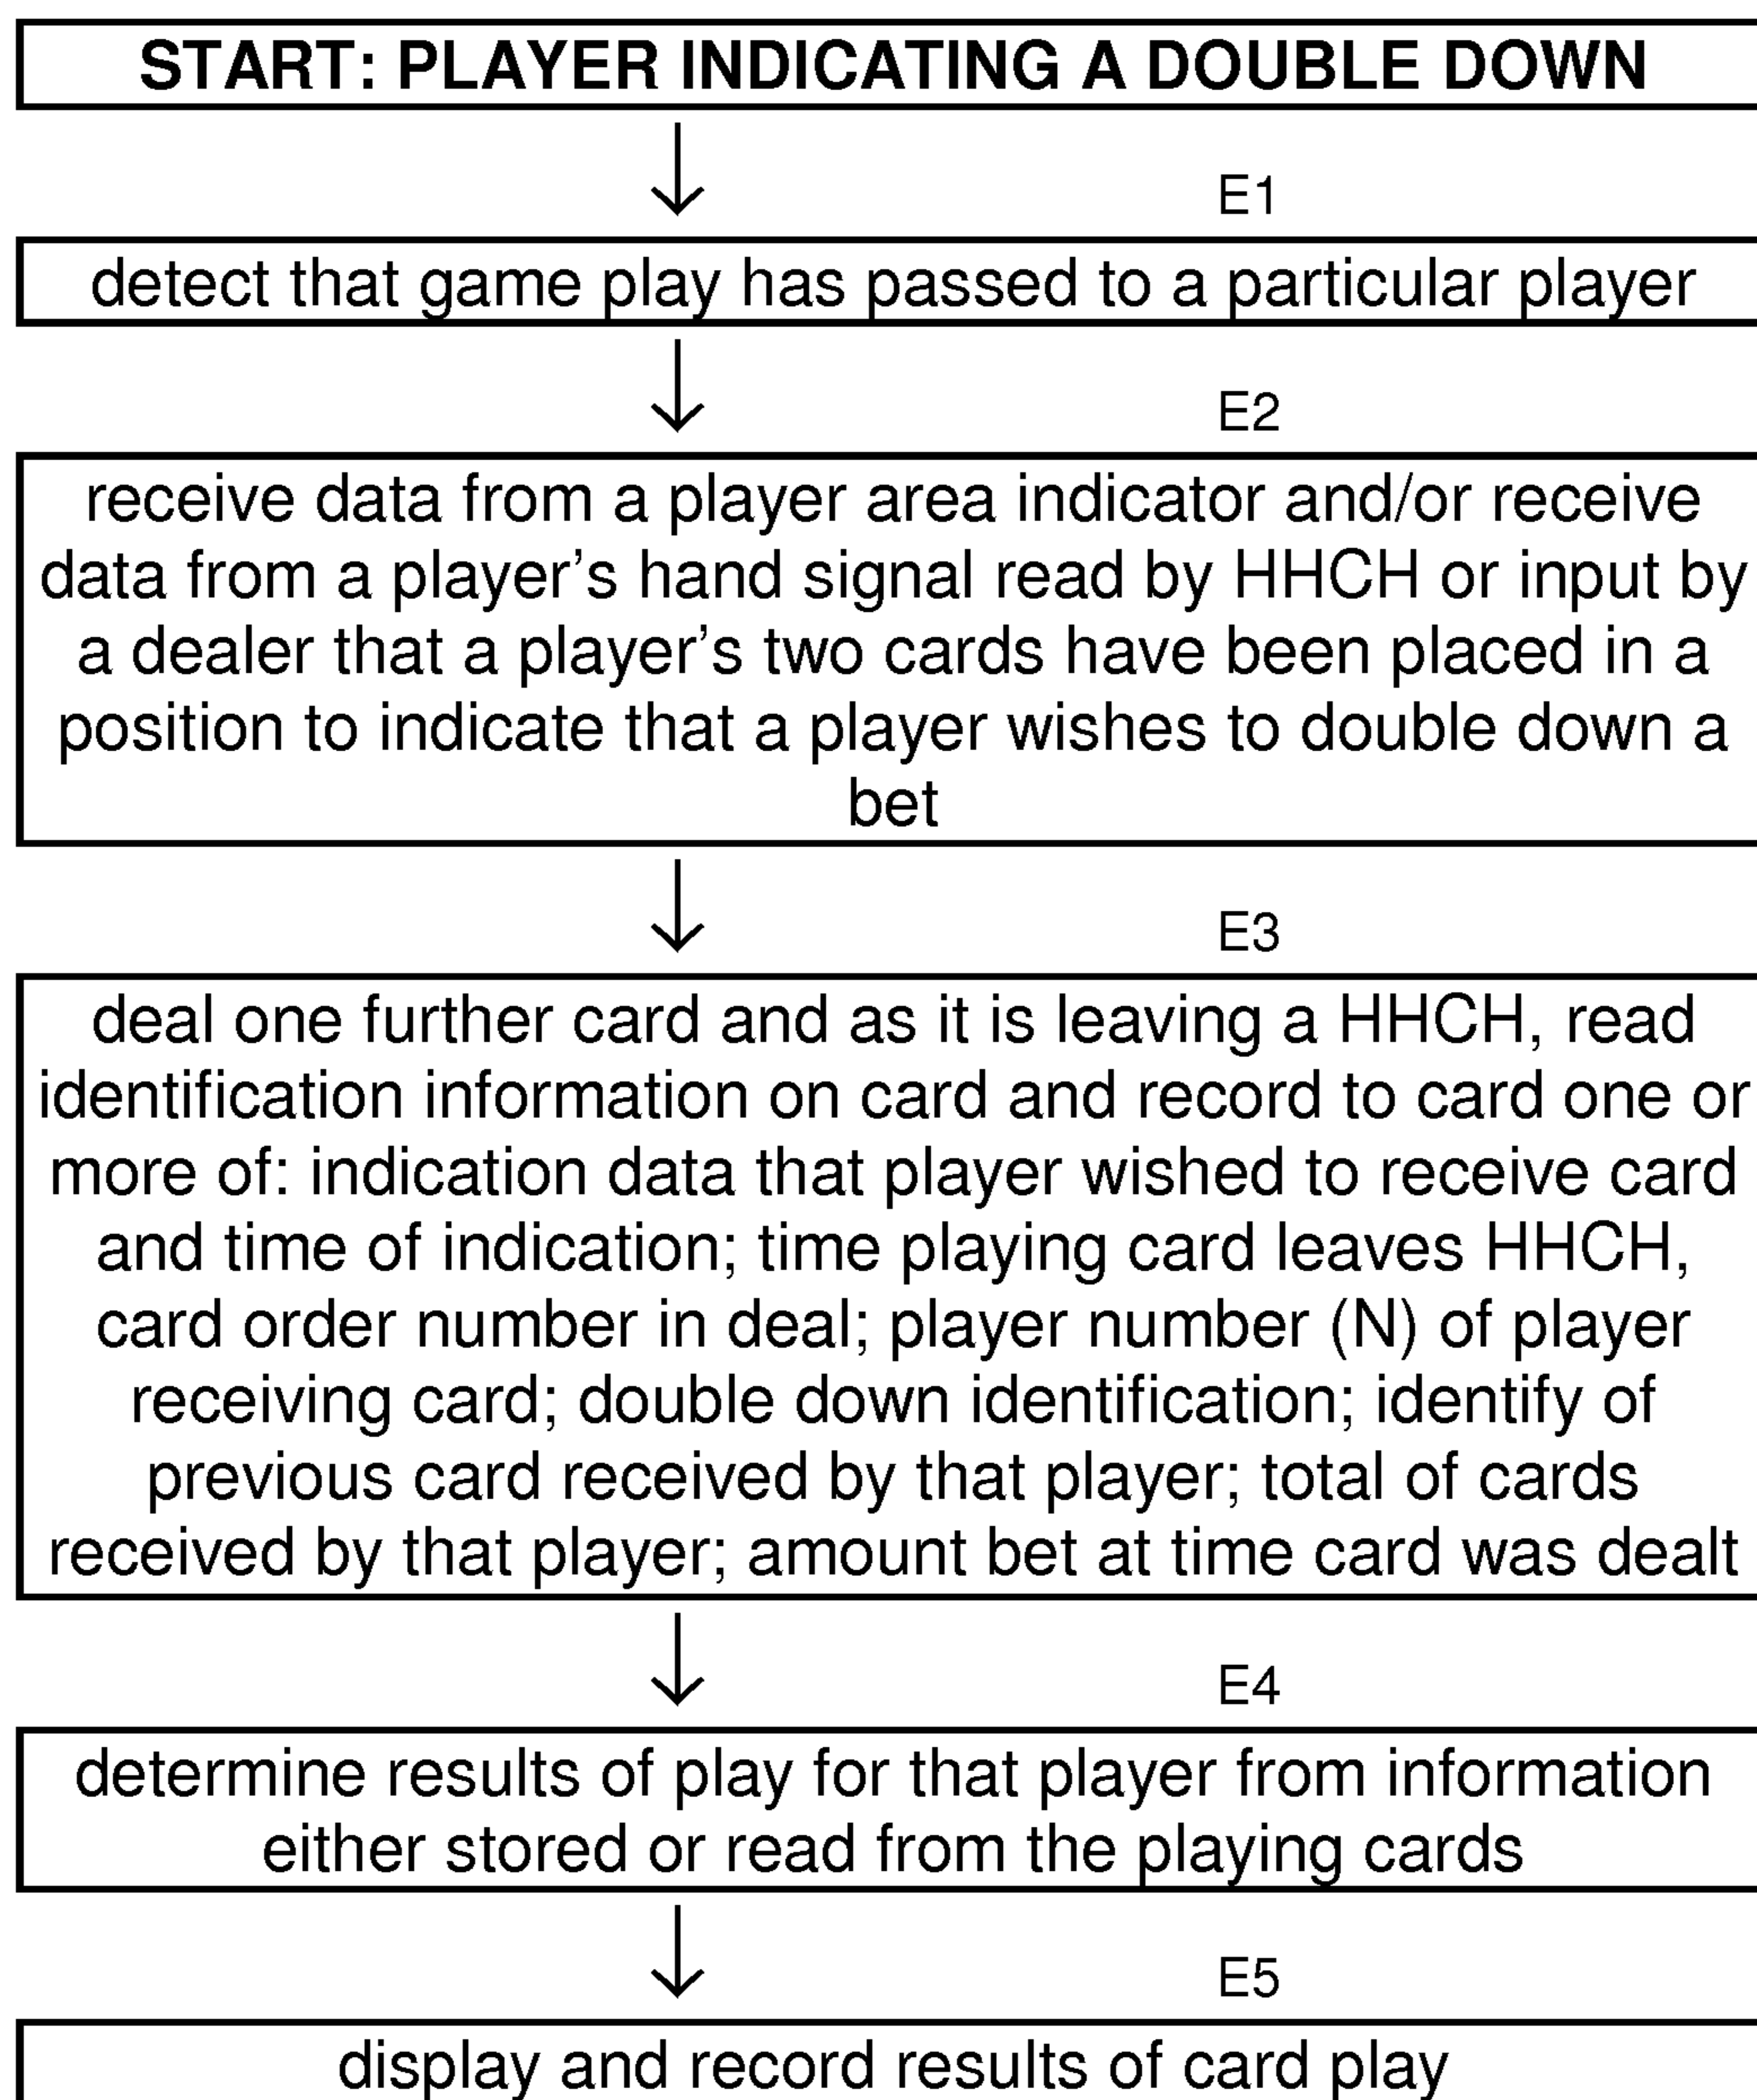 START: PLAYER INDICATING A DOUBLE DOWN
E1
detect that game play has passed to a particular player
E2
receive data from a player area indicator and/or receive
data from a player's hand signal read by HHCH or input by
a dealer that a player's two cards have been placed in a
position to indicate that a player wishes to double down a
bet
E3
deal one further card and as it is leaving a HHCH, read
identification information on card and record to card one or
more of: indication data that player wished to receive card
and time of indication; time playing card leaves HHCH,
card order number in deal; player number (N) of player
receiving card; double down identification; identify of
previous card received by that player; total of cards
received by that player; amount bet at time card was dealt
E4
determine results of play for that player from information
either stored or read from the playing cards
E5
display and record results of card play